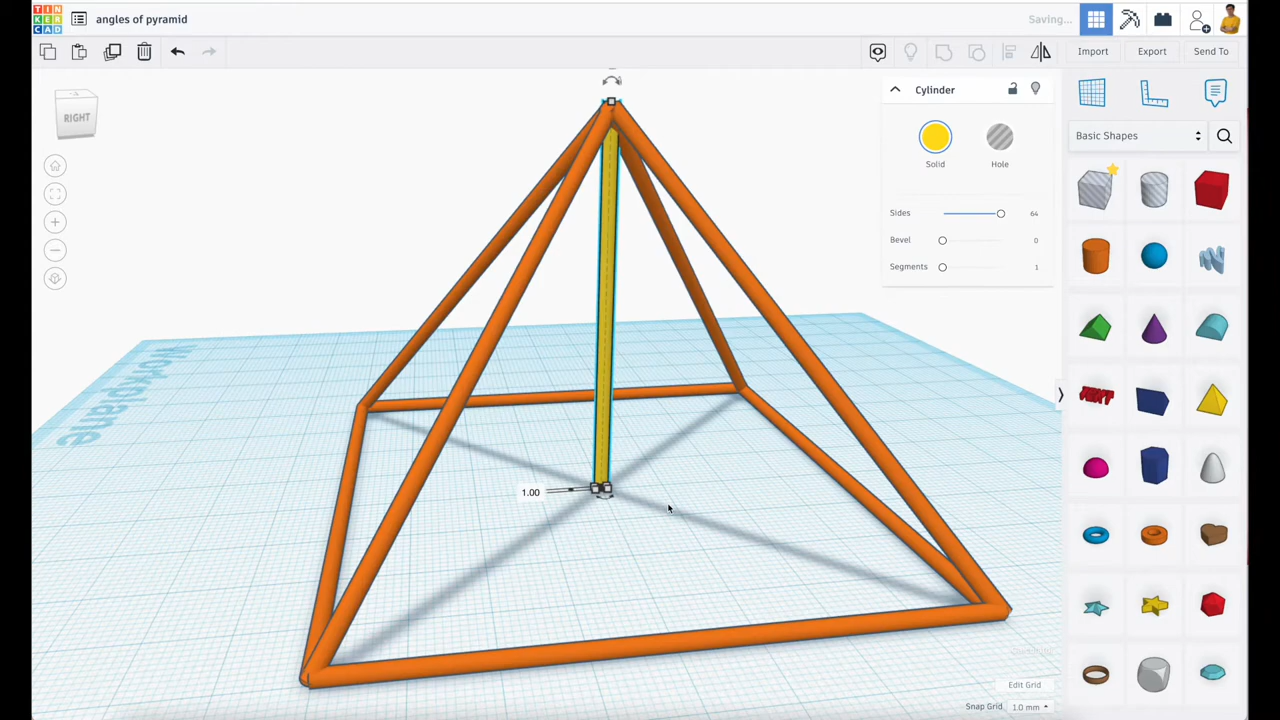 TIN
KER
CAD
angles of pyramid
Saving...
Import
Export
Send To
RIGHT
Cylinder
Solid
Hole
Sides
64
Bevel
0
Segments
1
Basic Shapes
Workplane
1.00
Edit Grid
Snap Grid
1.0 mm